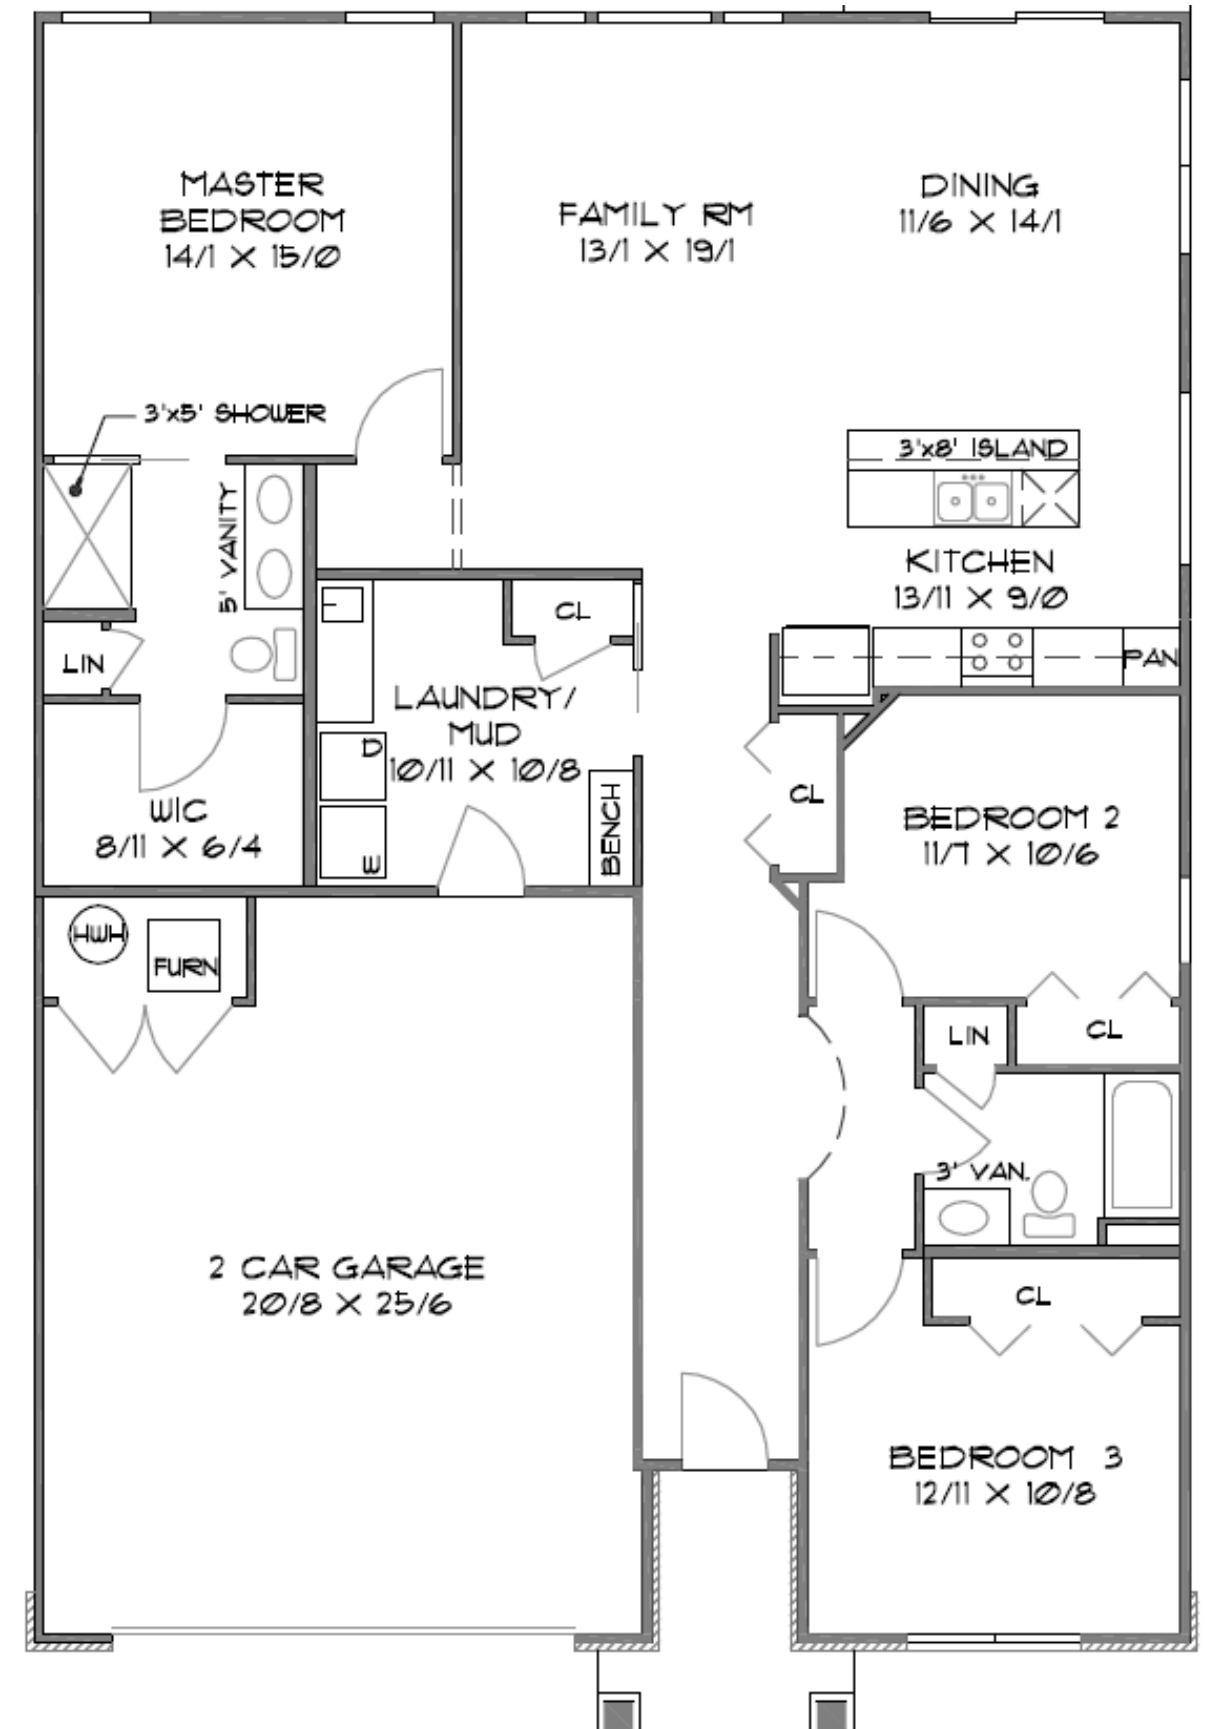 MASTER
BEDROOM
14/1 X 15/0
FAMILY RM
13/1 X 19/1
DINING
11/6 X 14/1
3'x5' SHOWER
5' VANITY
3'x8' ISLAND
KITCHEN
13/11 X 9/0
CL
LIN
PAN
LAUNDRY/
MUD
10/11 X 10/8
D
W
BENCH
CL
WIC
8/11 X 6/4
BEDROOM 2
11/7 X 10/6
HWH
FURN
LIN
CL
3' VAN.
2 CAR GARAGE
20/8 X 25/6
CL
BEDROOM 3
12/11 X 10/8